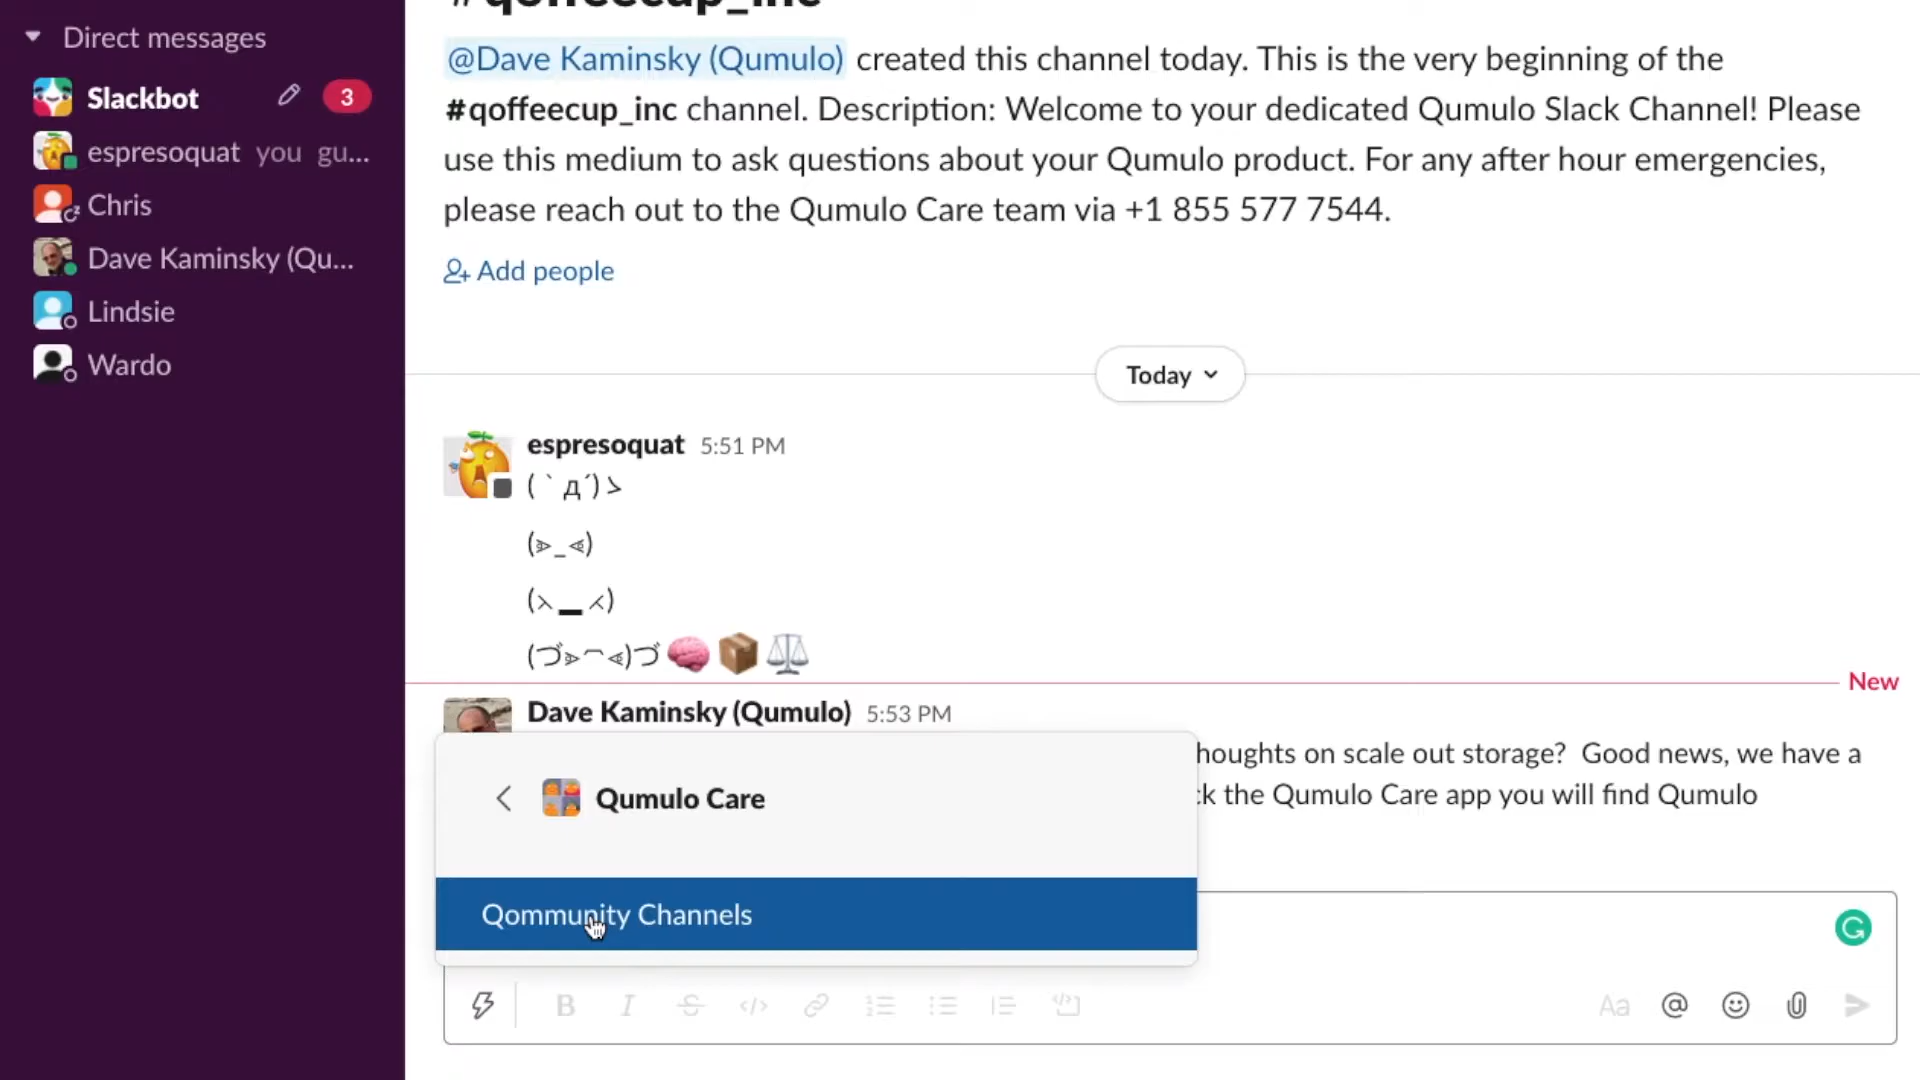 #qoffeecup_inc
Direct messages
Slackbot 3
espresoquat you gu...
Chris
Dave Kaminsky (Qu...
Lindsie
Wardo
@Dave Kaminsky (Qumulo) created this channel today. This is the very beginning of the
#qoffeecup_inc channel. Description: Welcome to your dedicated Qumulo Slack Channel! Please
use this medium to ask questions about your Qumulo product. For any after hour emergencies,
please reach out to the Qumulo Care team via +1 855 577 7544.
Add people
Today
espresoquat 5:51 PM
( ` д´)ゝ
(⪢_⪡)
(⋋▂⋌)
(づ⪢⌒⪡)づ🧠 📦 ⚖️
New
Dave Kaminsky (Qumulo) 5:53 PM
houghts on scale out storage? Good news, we have a
k the Qumulo Care app you will find Qumulo
Qumulo Care
Qommunity Channels
B I S </> Aa @